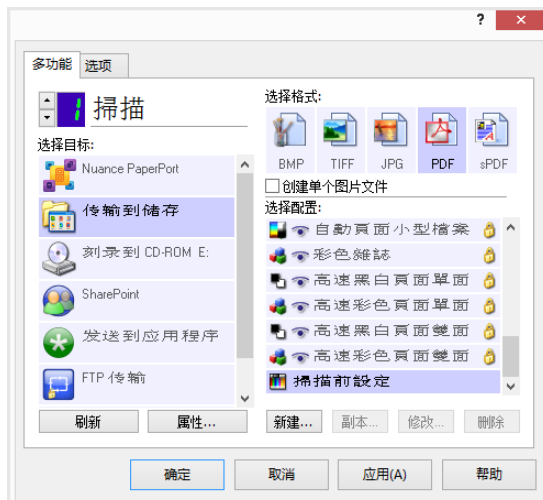 ?
多功能 选项
1 掃描
选择目标:
Nuance PaperPort
传输到储存
刻录到 CD-ROM E:
SharePoint
发送到应用程序
FTP 传输
刷新 属性...
选择格式:
BMP TIFF JPG PDF sPDF
创建单个图片文件
选择配置:
自動頁面小型檔案
彩色雜誌
高速黑白頁面單面
高速彩色頁面單面
高速黑白頁面雙面
高速彩色頁面雙面
掃描前設定
新建... 副本... 修改... 删除
确定 取消 应用(A) 帮助